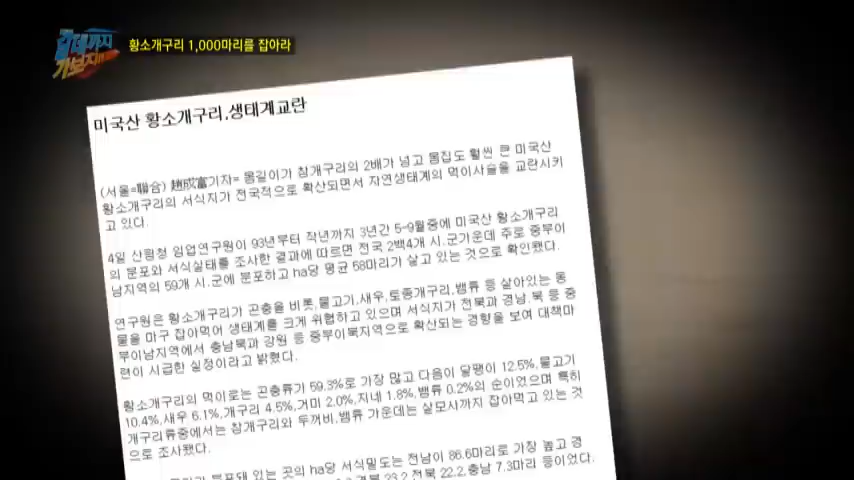 갈데까지
가보자!!
황소개구리 1,000마리를 잡아라
미국산 황소개구리,생태계교란
(서울=聯合) 趙成富기자= 몸길이가 참개구리의 2배가 넘고 몸집도 훨씬 큰 미국산
황소개구리의 서식지가 전국적으로 확산되면서 자연생태계의 먹이사슬을 교란시키
고 있다.
4일 산림청 임업연구원이 93년부터 작년까지 3년간 5-9월중에 미국산 황소개구리
의 분포와 서식실태를 조사한 결과에 따르면 전국 2백4개 시.군가운데 주로 중부이
남지역의 59개 시.군에 분포하고 ha당 평균 58마리가 살고 있는 것으로 확인됐다.
연구원은 황소개구리가 곤충을 비롯,물고기,새우,토종개구리,뱀류 등 살아있는 동
물을 마구 잡아먹어 생태계를 크게 위협하고 있으며 서식지가 전북과 경남.북 등 중
부이남지역에서 충남북과 강원 등 중부이북지역으로 확산되는 경향을 보여 대책마
련이 시급한 실정이라고 밝혔다.
황소개구리의 먹이로는 곤충류가 59.3%로 가장 많고 다음이 달팽이 12.5%,물고기
10.4%,새우 6.1%,개구리 4.5%,거미 2.0%,지네 1.8%,뱀류 0.2%의 순이었으며 특히
개구리류중에서는 참개구리와 두꺼비,뱀류 가운데는 살모사까지 잡아먹고 있는 것
으로 조사됐다.
분포돼 있는 곳의 ha당 서식밀도는 전남이 86.6마리로 가장 높고 경
경북 23.2,전북 22.2,충남 7.3마리 등이었다.